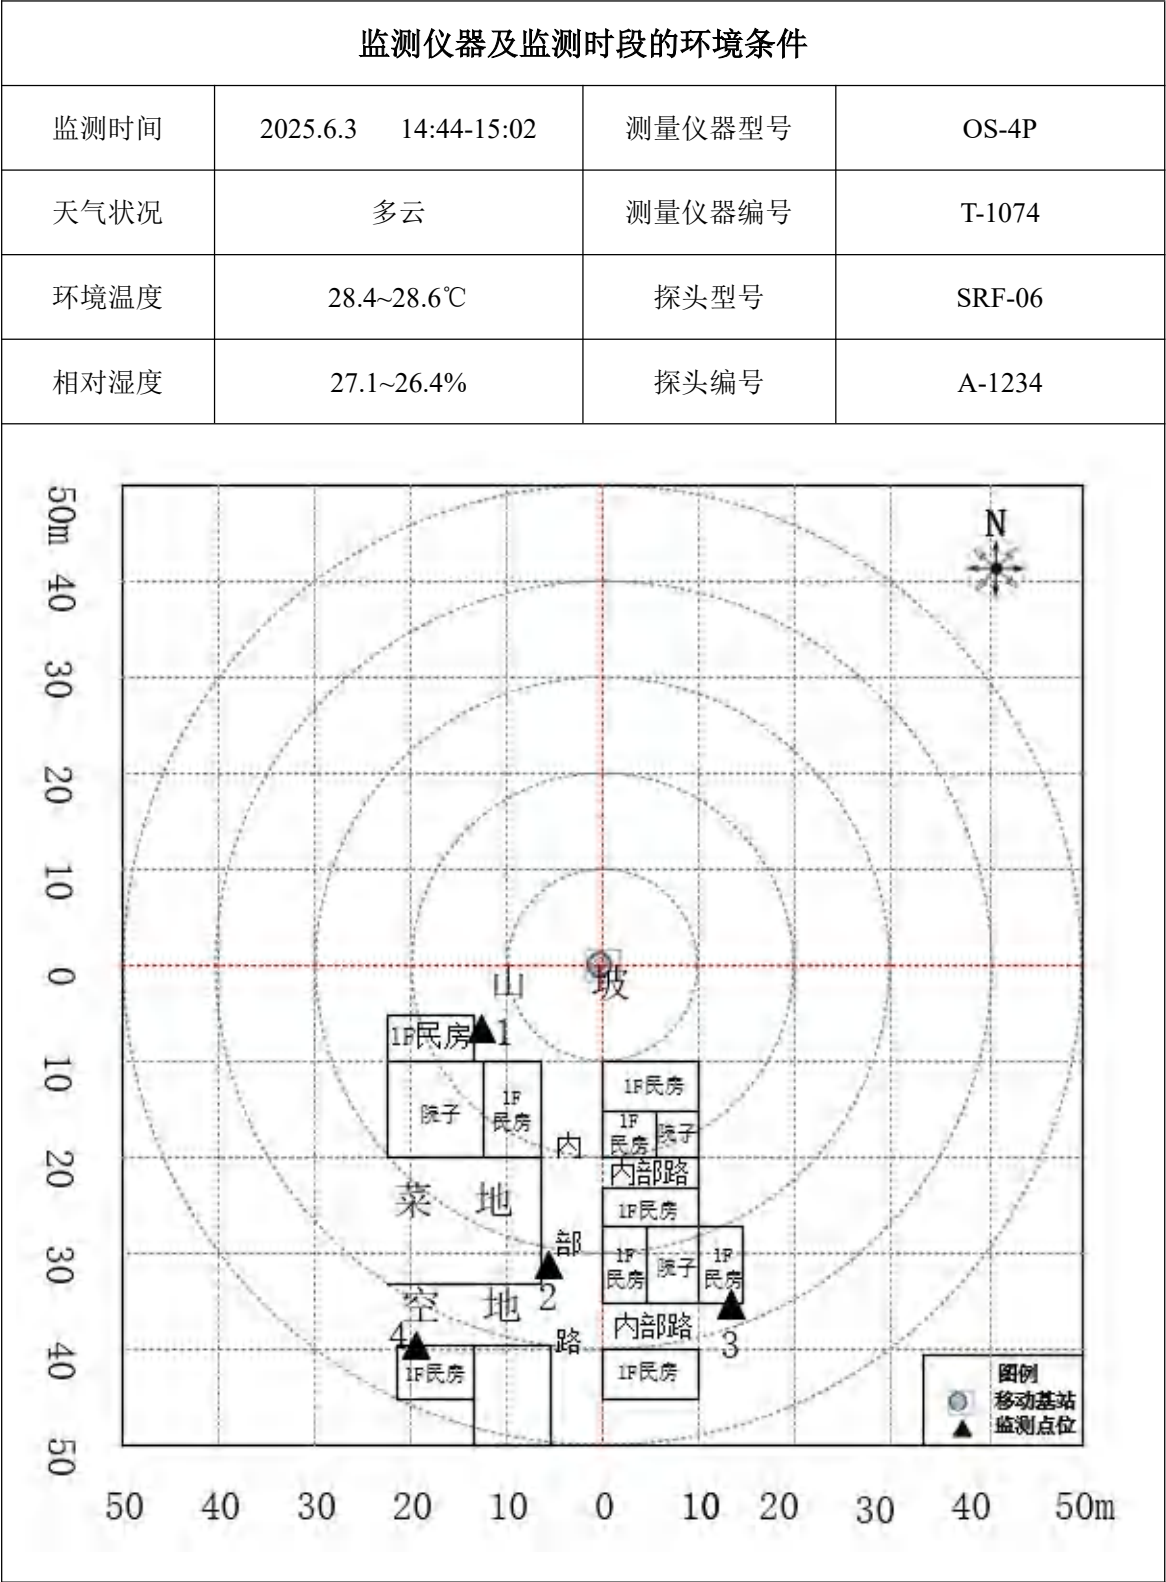 监测仪器及监测时段的环境条件
监测时间 2025.6.3 14:44-15:02 测量仪器型号 OS-4P
天气状况 多云 测量仪器编号 T-1074
环境温度 28.4~28.6℃ 探头型号 SRF-06
相对湿度 27.1~26.4% 探头编号 A-1234
50m
N
40
30
20
10
0
山 坡
1F民房 1
10
1F民房
院子
1F
民房
1F
民房
院子
内
20
内部路
菜 地
1F民房
部
30
1F
民房
院子
1F
民房
2
空 地
内部路
3
4
路
40
1F民房
1F民房
图例
移动基站
监测点位
50
50 40 30 20 10 0 10 20 30 40 50m